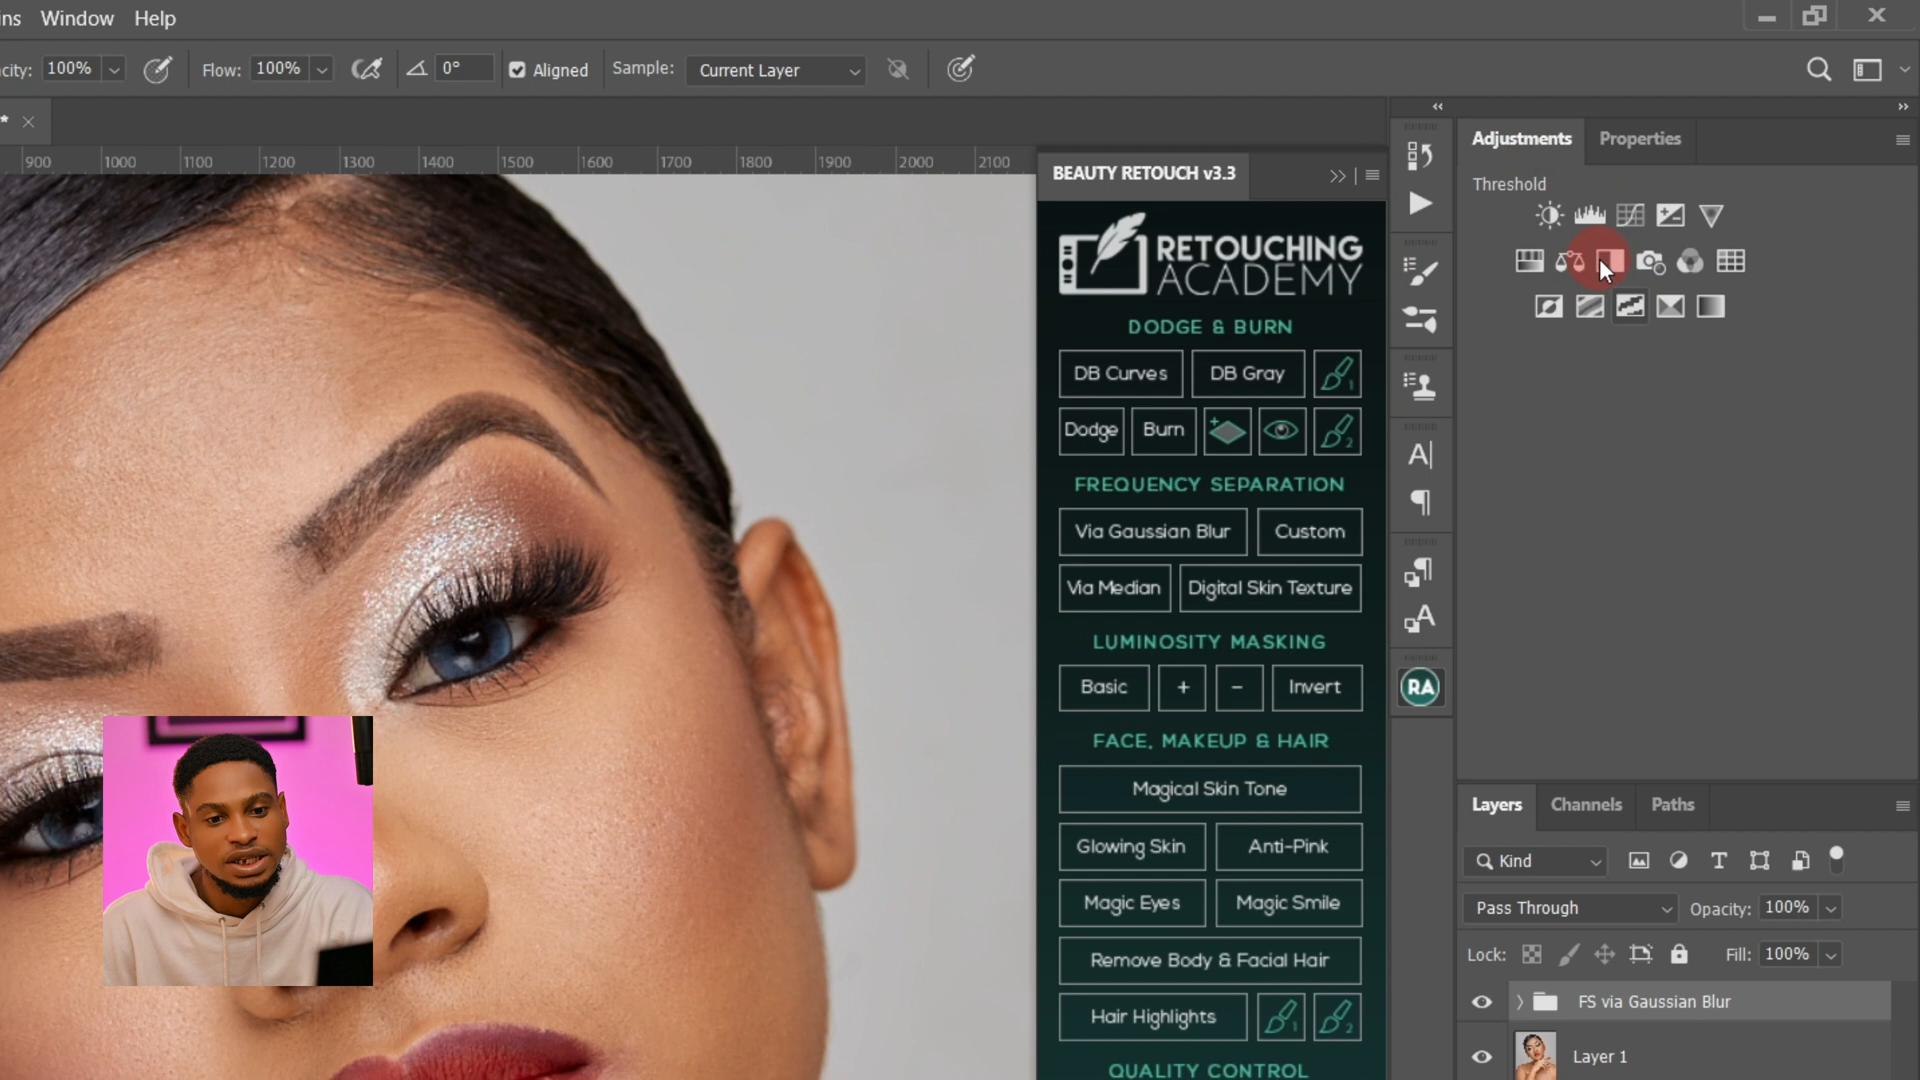 ins Window Help
city: 100% Flow: 100% 0° Aligned Sample: Current Layer
*
900 1000 1100 1200 1300 1400 1500 1600 1700 1800 1900 2000 2100
BEAUTY RETOUCH v3.3
RETOUCHING
ACADEMY
DODGE & BURN
DB Curves DB Gray 1
Dodge Burn 2
FREQUENCY SEPARATION
Via Gaussian Blur Custom
Via Median Digital Skin Texture
LUMINOSITY MASKING
Basic + − Invert
FACE, MAKEUP & HAIR
Magical Skin Tone
Glowing Skin Anti-Pink
Magic Eyes Magic Smile
Remove Body & Facial Hair
Hair Highlights 1 2
QUALITY CONTROL
RA
Adjustments Properties
Threshold
Layers Channels Paths
Kind
Pass Through Opacity: 100%
Lock: Fill: 100%
FS via Gaussian Blur
Layer 1